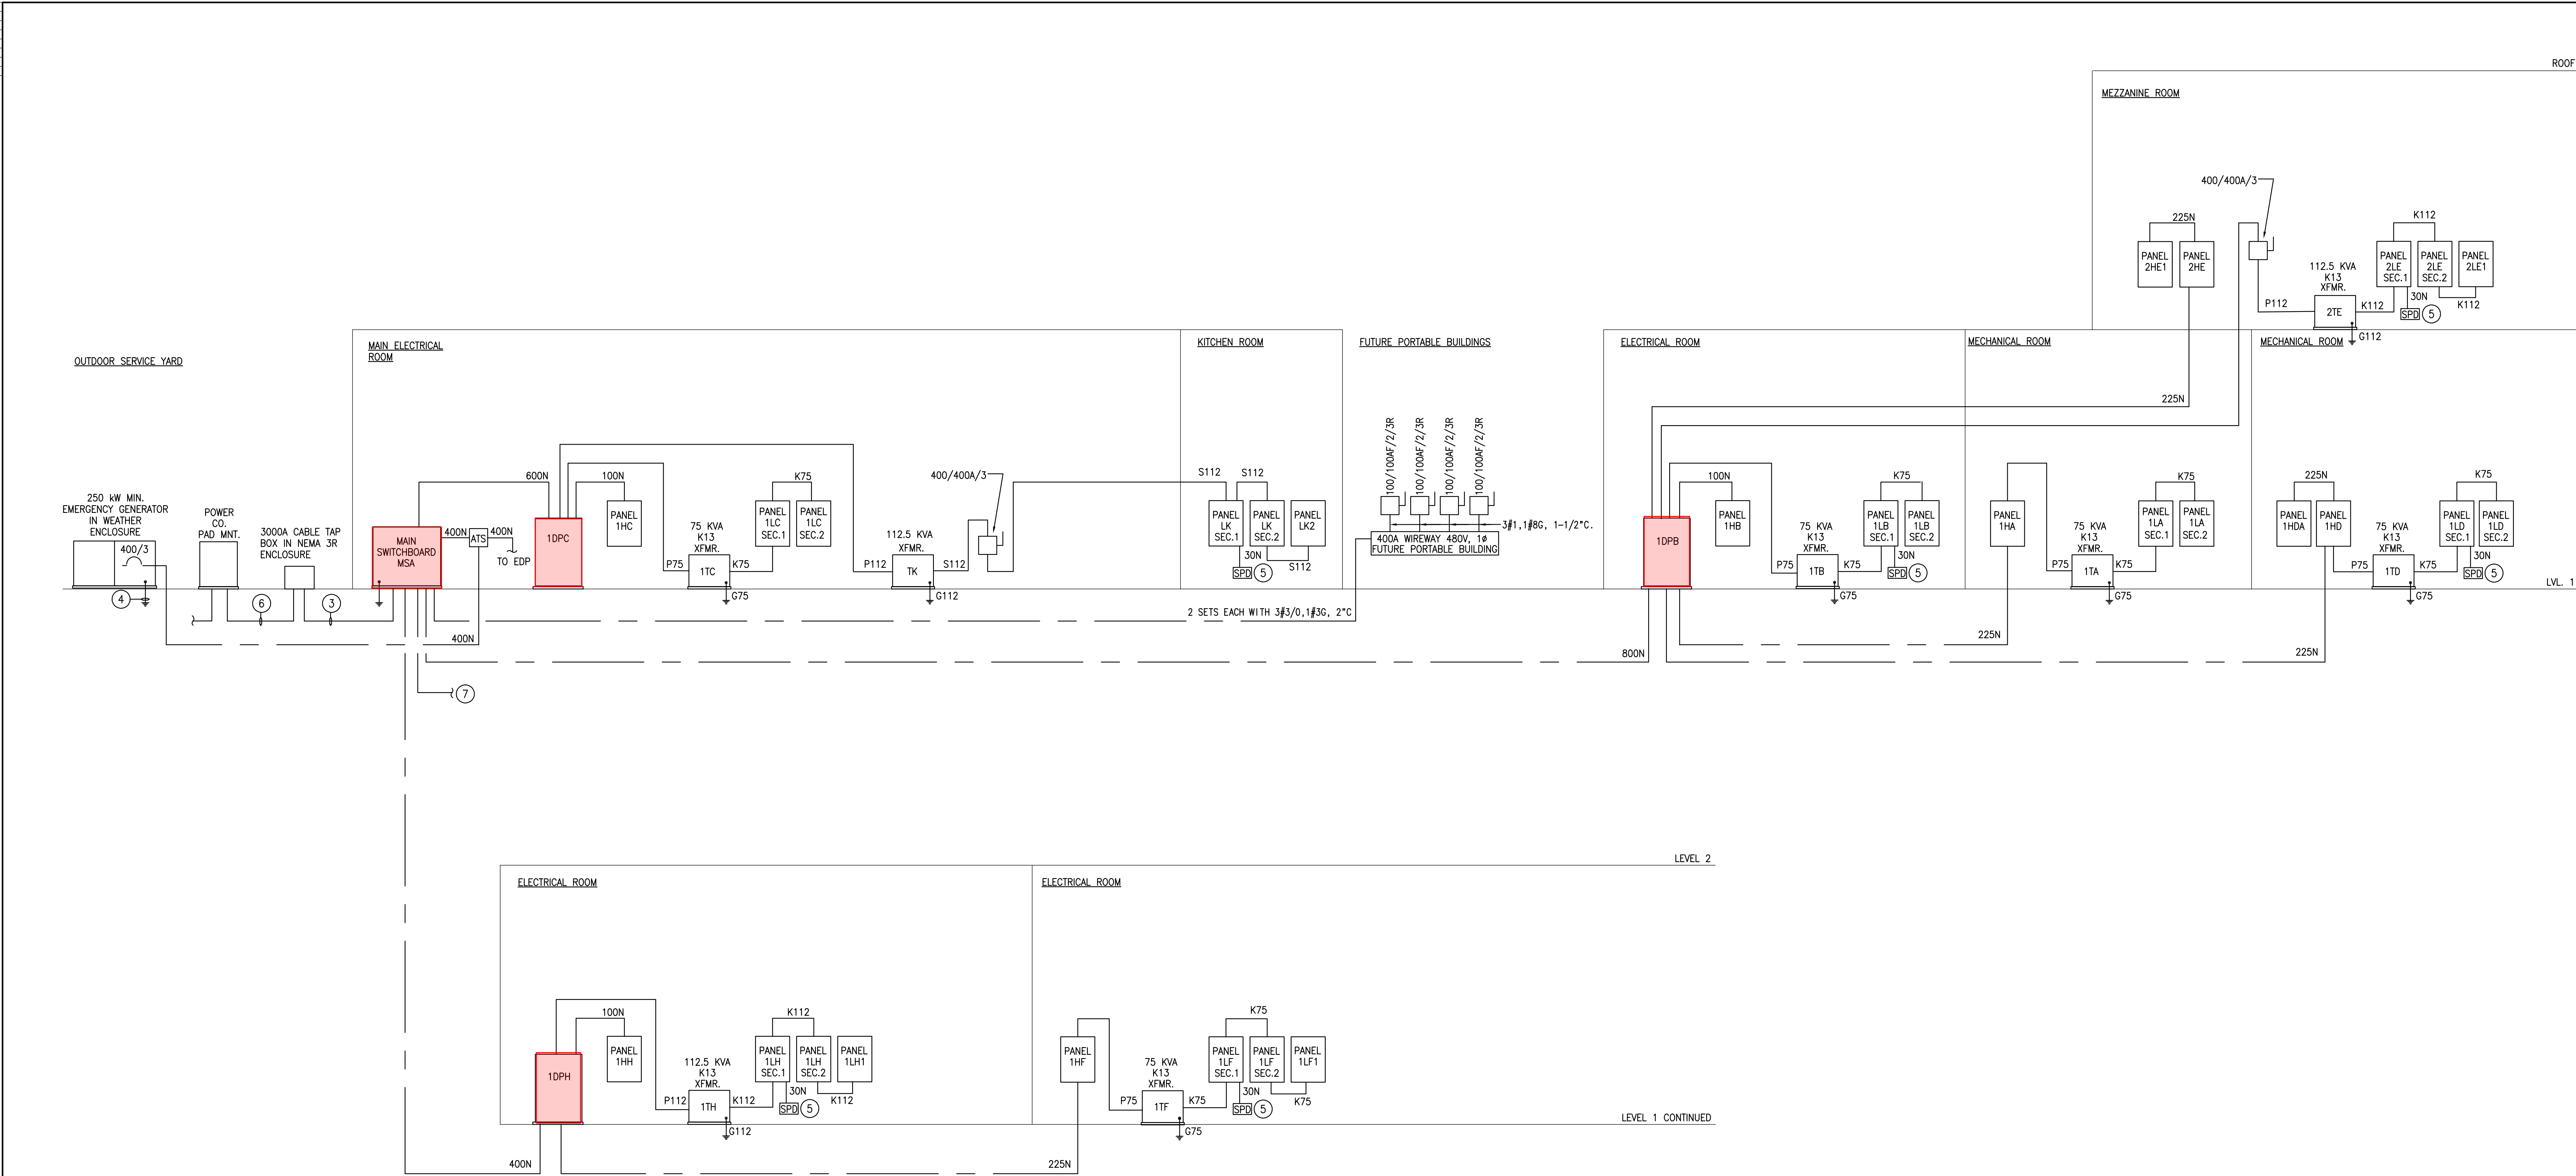 ROOF
MEZZANINE ROOM
400/400A/3
225N
PANEL
2HE1
PANEL
2HE
P112
112.5 KVA
K13
XFMR.
2TE
K112
K112
PANEL
2LE
SEC.1
PANEL
2LE
SEC.2
PANEL
2LE1
30N
SPD
5
K112
G112
OUTDOOR SERVICE YARD
250 kW MIN.
EMERGENCY GENERATOR
IN WEATHER
ENCLOSURE
400/3
4
POWER
CO.
PAD MNT.
6
3000A CABLE TAP
BOX IN NEMA 3R
ENCLOSURE
3
MAIN ELECTRICAL
ROOM
MAIN
SWITCHBOARD
MSA
400N
ATS
400N
TO EDP
600N
1DPC
100N
PANEL
1HC
P75
75 KVA
K13
XFMR.
1TC
K75
G75
K75
PANEL
1LC
SEC.1
PANEL
1LC
SEC.2
P112
112.5 KVA
XFMR.
TK
S112
G112
400/400A/3
KITCHEN ROOM
S112
S112
PANEL
LK
SEC.1
PANEL
LK
SEC.2
PANEL
LK2
30N
SPD
5
S112
FUTURE PORTABLE BUILDINGS
100/100AF/2/3R
100/100AF/2/3R
100/100AF/2/3R
100/100AF/2/3R
3#1,1#8G, 1-1/2"C.
400A WIREWAY 480V, 1ø
FUTURE PORTABLE BUILDING
2 SETS EACH WITH 3#3/0,1#3G, 2"C
400N
7
ELECTRICAL ROOM
225N
1DPB
100N
PANEL
1HB
P75
75 KVA
K13
XFMR.
1TB
K75
G75
K75
PANEL
1LB
SEC.1
PANEL
1LB
SEC.2
30N
SPD
5
800N
MECHANICAL ROOM
PANEL
1HA
P75
75 KVA
K13
XFMR.
1TA
K75
G75
K75
PANEL
1LA
SEC.1
PANEL
1LA
SEC.2
225N
MECHANICAL ROOM
225N
PANEL
1HDA
PANEL
1HD
P75
75 KVA
K13
XFMR.
1TD
K75
G75
K75
PANEL
1LD
SEC.1
PANEL
1LD
SEC.2
30N
SPD
5
LVL. 1
225N
LEVEL 2
ELECTRICAL ROOM
1DPH
100N
PANEL
1HH
P112
112.5 KVA
K13
XFMR.
1TH
K112
G112
K112
PANEL
1LH
SEC.1
PANEL
1LH
SEC.2
PANEL
1LH1
30N
SPD
5
K112
400N
ELECTRICAL ROOM
PANEL
1HF
P75
75 KVA
K13
XFMR.
1TF
K75
G75
K75
PANEL
1LF
SEC.1
PANEL
1LF
SEC.2
PANEL
1LF1
30N
SPD
5
K75
225N
LEVEL 1 CONTINUED